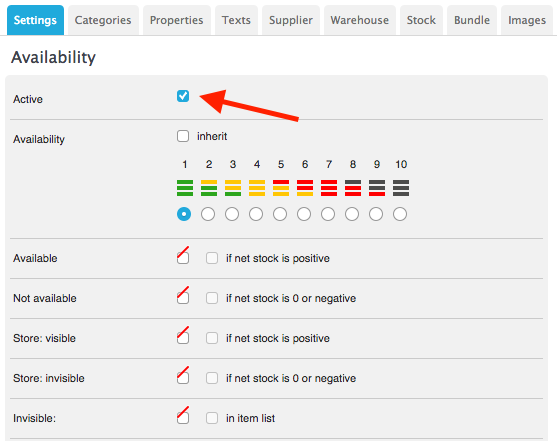 Settings Categories Properties Texts Supplier Warehouse Stock Bundle Images
Availability
Active
Availability inherit
1 2 3 4 5 6 7 8 9 10
Available if net stock is positive
Not available if net stock is 0 or negative
Store: visible if net stock is positive
Store: invisible if net stock is 0 or negative
Invisible: in item list